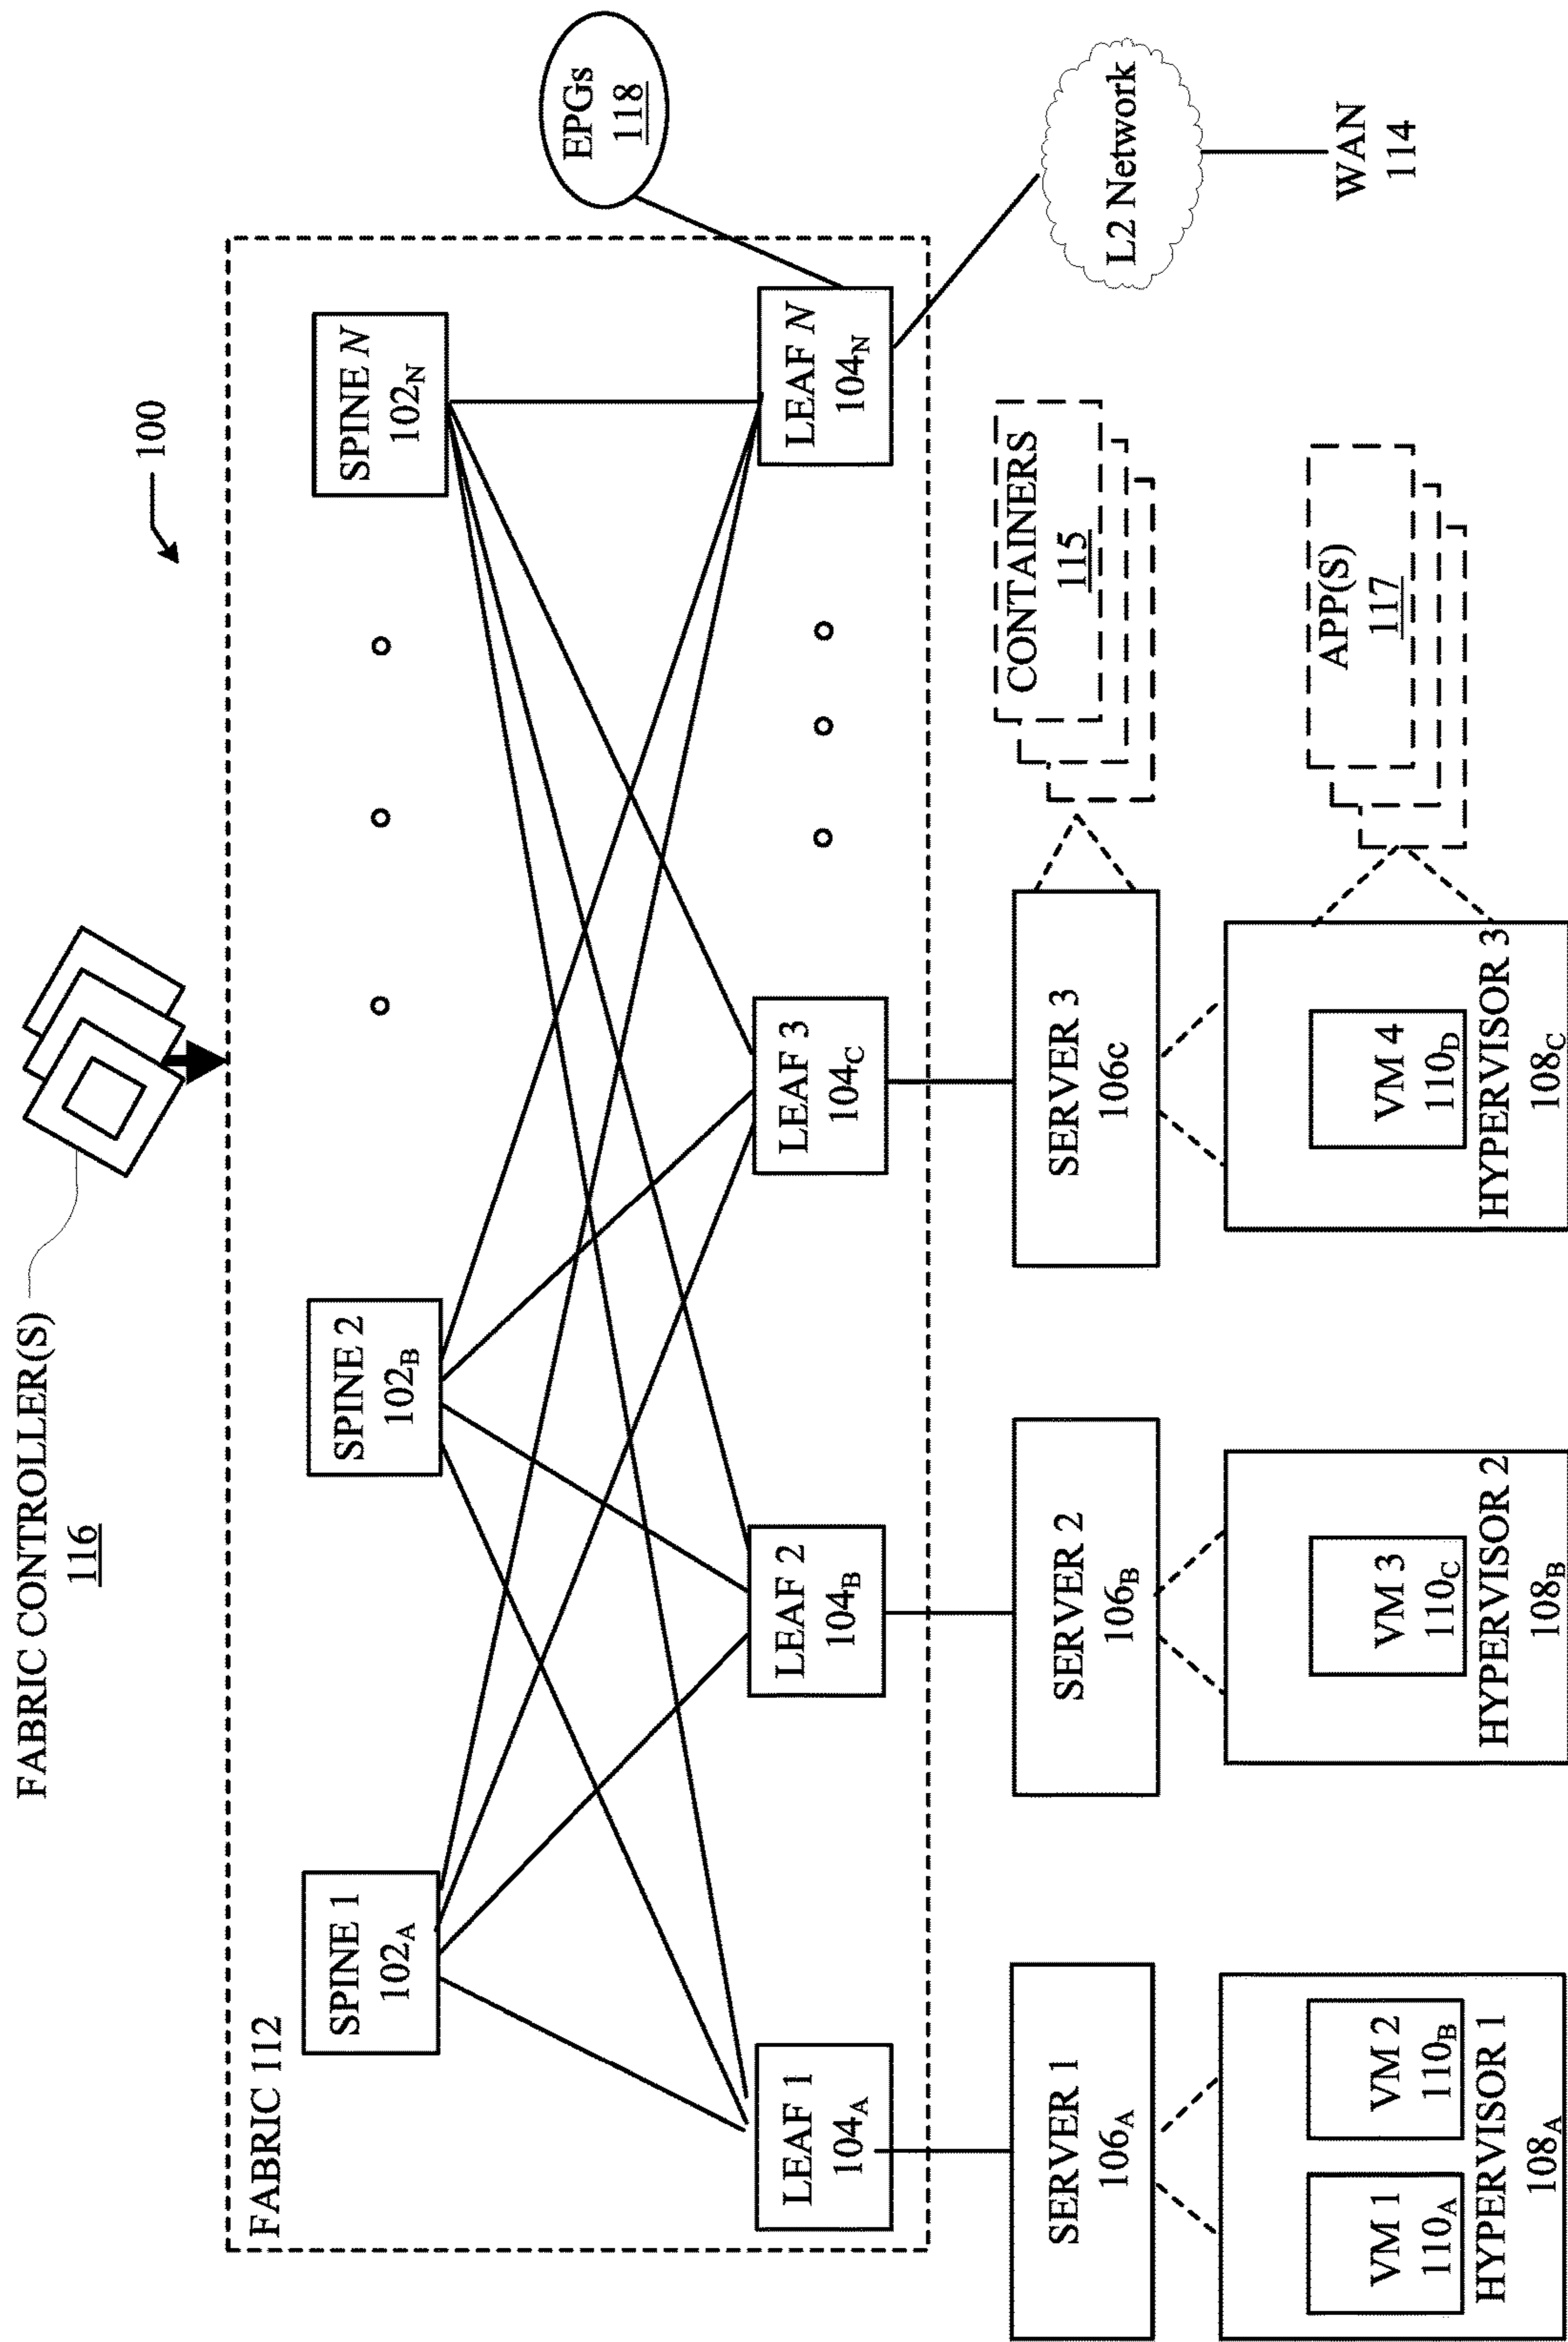 FABRIC CONTROLLER(S)
116
100
FABRIC 112
SPINE 1
102A
SPINE 2
102B
SPINE N
102N
LEAF 1
104A
LEAF 2
104B
LEAF 3
104C
LEAF N
104N
EPGs
118
L2 Network
WAN
114
SERVER 1
106A
SERVER 2
106B
SERVER 3
106c
CONTAINERS
115
APP(S)
117
VM 1
110A
VM 2
110B
HYPERVISOR 1
108A
VM 3
110C
HYPERVISOR 2
108B
VM 4
110D
HYPERVISOR 3
108C